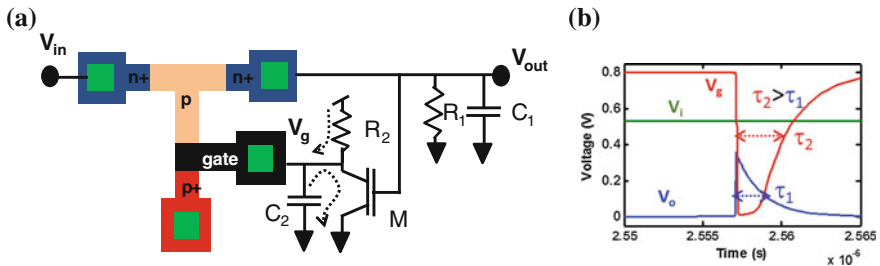 (a)
V_in
n+
n+
p
gate
p+
V_g
R_2
C_2
M
R_1
C_1
V_out
(b)
Voltage (V)
0.8
0.6
0.4
0.2
0
V_g
V_i
V_o
τ_2>τ_1
τ_2
τ_1
2.55
2.555
2.56
2.565
Time (s)
x 10^-6